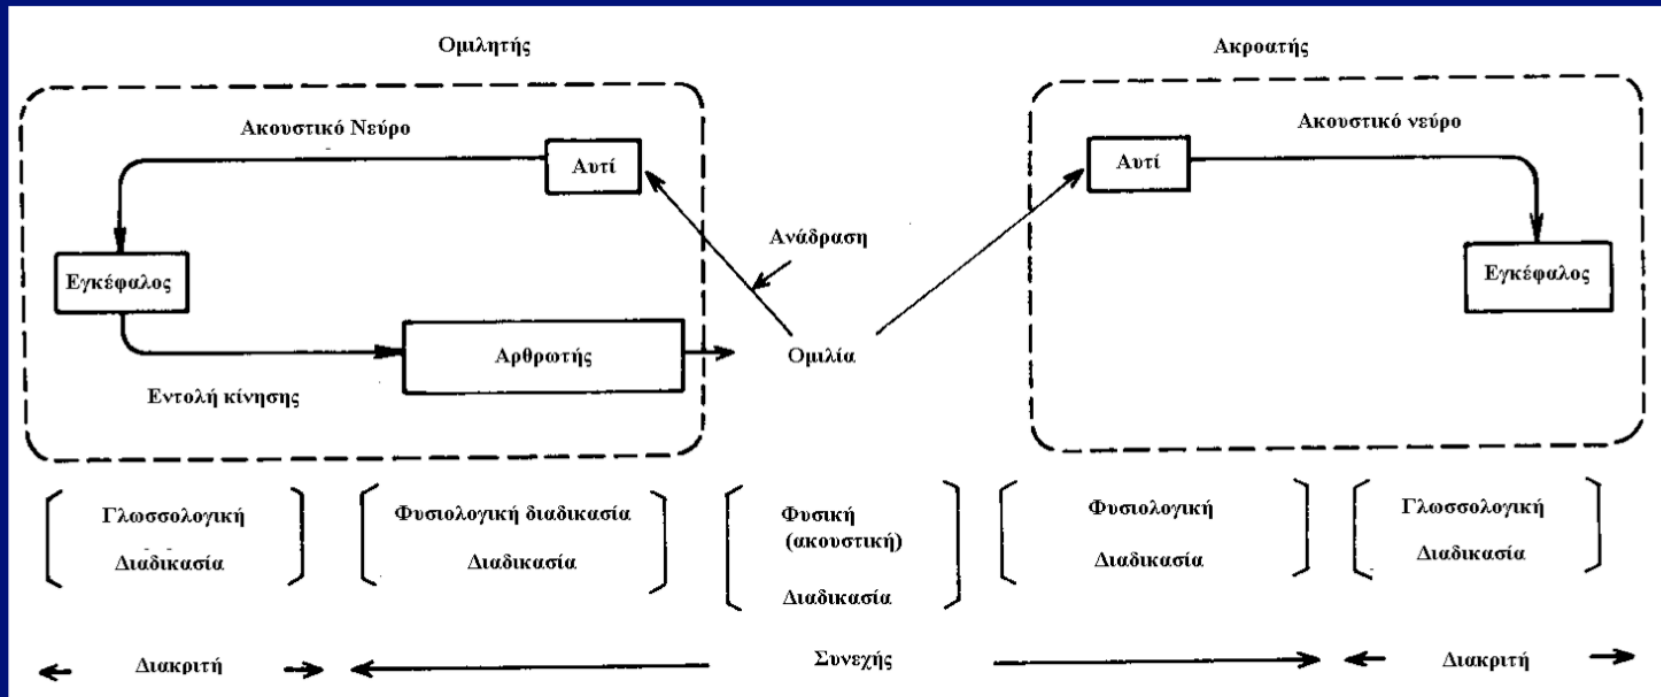 Ομιλητής
Ακροατής
Ακουστικό Νεύρο
Ακουστικό νεύρο
Αυτί
Αυτί
Ανάδραση
Εγκέφαλος
Εγκέφαλος
Αρθρωτής
Ομιλία
Εντολή κίνησης
Γλωσσολογική
Διαδικασία
Φυσιολογική διαδικασία
Διαδικασία
Φυσική
(ακουστική)
Διαδικασία
Φυσιολογική
Διαδικασία
Γλωσσολογική
Διαδικασία
Διακριτή
Συνεχής
Διακριτή